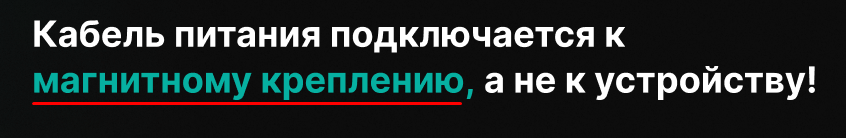 Кабель питания подключается к
магнитному креплению, а не к устройству!